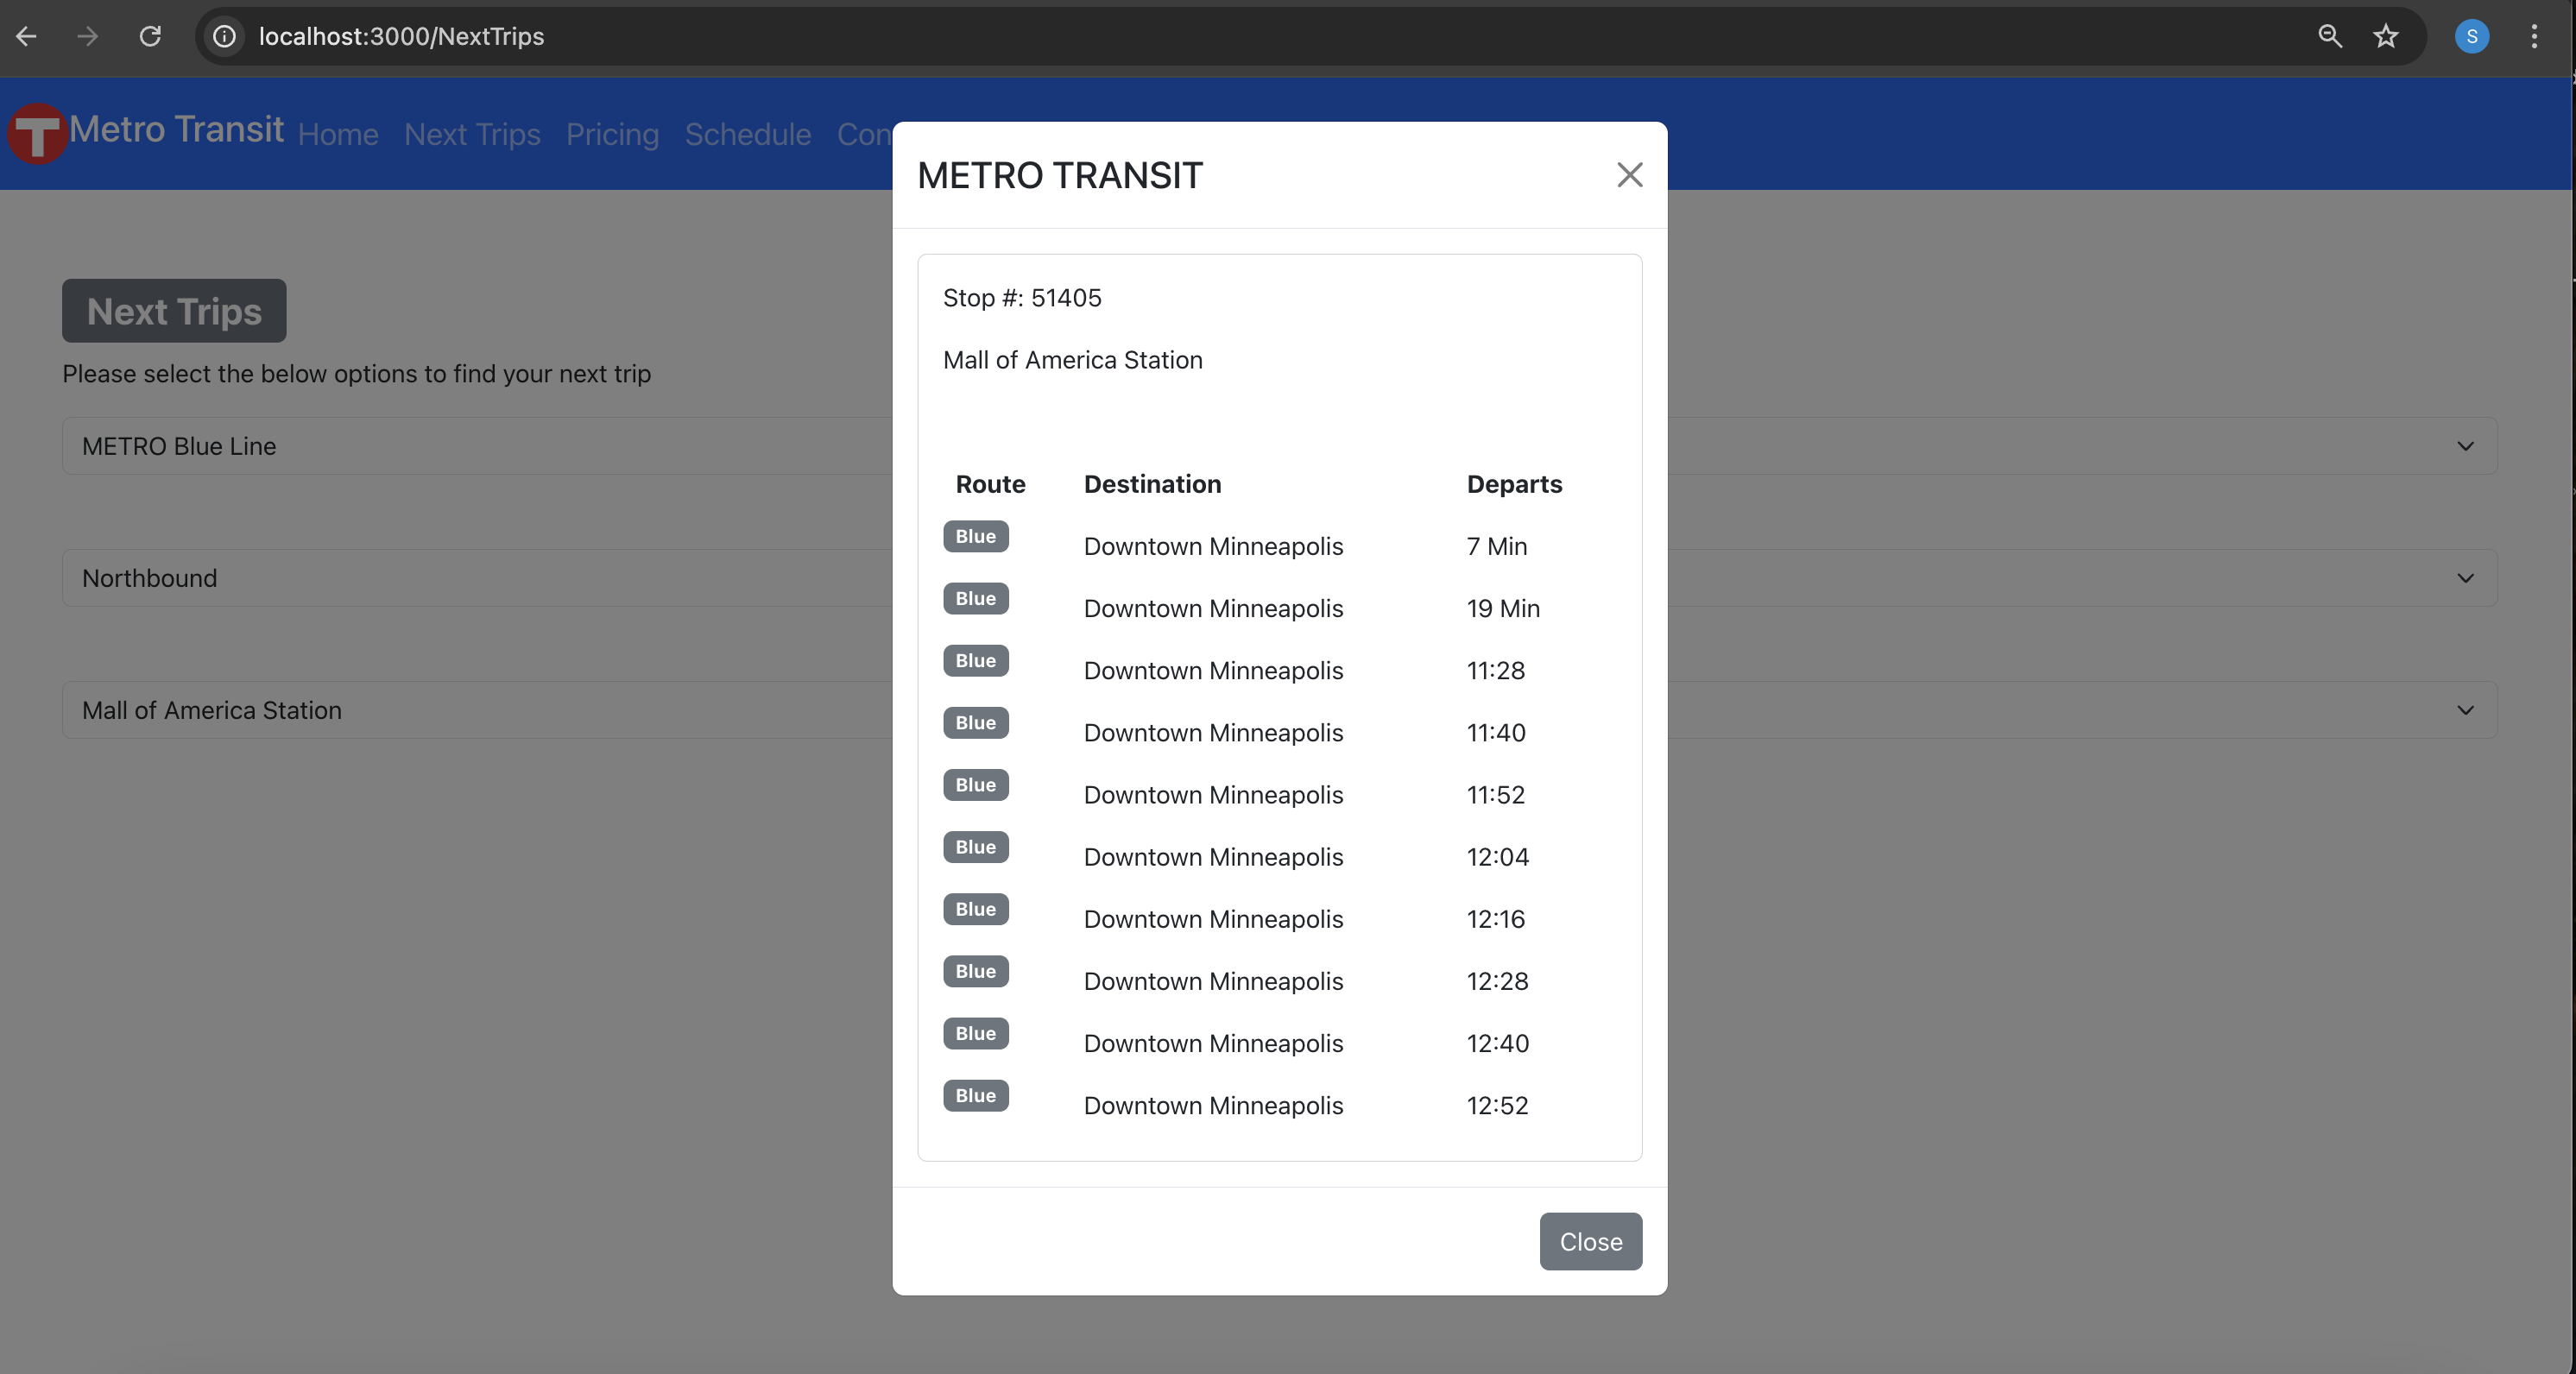 localhost:3000/NextTrips
S
T Metro Transit Home Next Trips Pricing Schedule
METRO TRANSIT
Next Trips
Please select the below options to find your next trip
METRO Blue Line
Northbound
Mall of America Station
Stop #: 51405
Mall of America Station
Route Destination Departs
Blue Downtown Minneapolis 7 Min
Blue Downtown Minneapolis 19 Min
Blue Downtown Minneapolis 11:28
Blue Downtown Minneapolis 11:40
Blue Downtown Minneapolis 11:52
Blue Downtown Minneapolis 12:04
Blue Downtown Minneapolis 12:16
Blue Downtown Minneapolis 12:28
Blue Downtown Minneapolis 12:40
Blue Downtown Minneapolis 12:52
Close